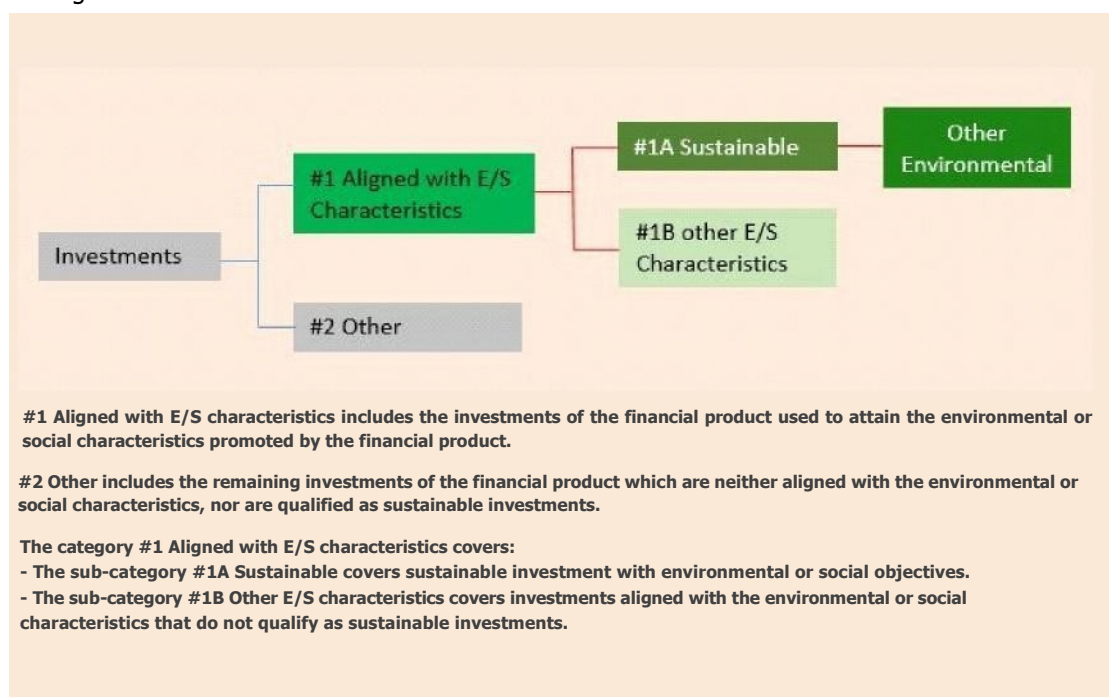 #1A Sustainable
Other
Environmental
#1 Aligned with E/S
Characteristics
#1B other E/S
Characteristics
Investments
#2 Other
#1 Aligned with E/S characteristics includes the investments of the financial product used to attain the environmental or
social characteristics promoted by the financial product.
#2 Other includes the remaining investments of the financial product which are neither aligned with the environmental or
social characteristics, nor are qualified as sustainable investments.
The category #1 Aligned with E/S characteristics covers:
- The sub-category #1A Sustainable covers sustainable investment with environmental or social objectives.
- The sub-category #1B Other E/S characteristics covers investments aligned with the environmental or social
characteristics that do not qualify as sustainable investments.